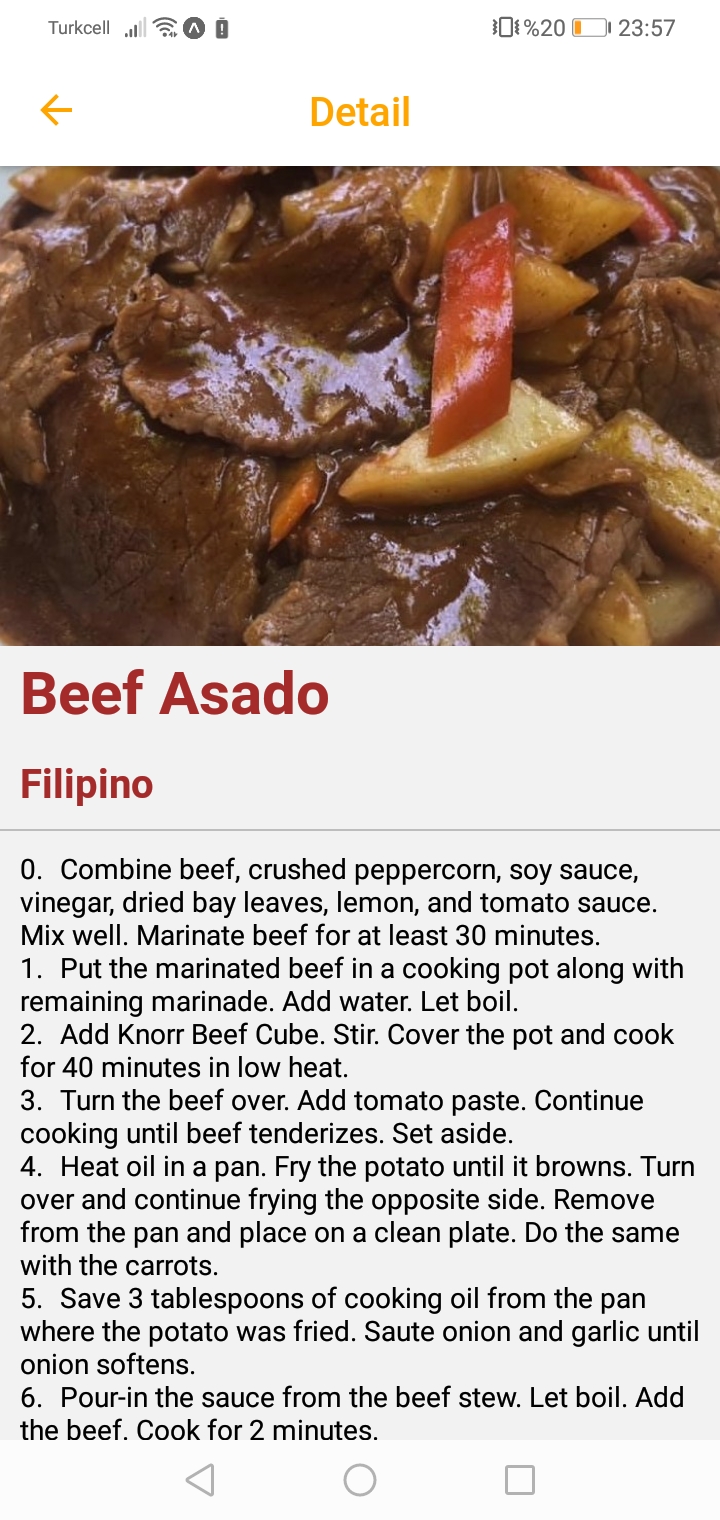 Turkcell %20 23:57
Detail
Beef Asado
Filipino
0. Combine beef, crushed peppercorn, soy sauce,
vinegar, dried bay leaves, lemon, and tomato sauce.
Mix well. Marinate beef for at least 30 minutes.
1. Put the marinated beef in a cooking pot along with
remaining marinade. Add water. Let boil.
2. Add Knorr Beef Cube. Stir. Cover the pot and cook
for 40 minutes in low heat.
3. Turn the beef over. Add tomato paste. Continue
cooking until beef tenderizes. Set aside.
4. Heat oil in a pan. Fry the potato until it browns. Turn
over and continue frying the opposite side. Remove
from the pan and place on a clean plate. Do the same
with the carrots.
5. Save 3 tablespoons of cooking oil from the pan
where the potato was fried. Saute onion and garlic until
onion softens.
6. Pour-in the sauce from the beef stew. Let boil. Add
the beef. Cook for 2 minutes.